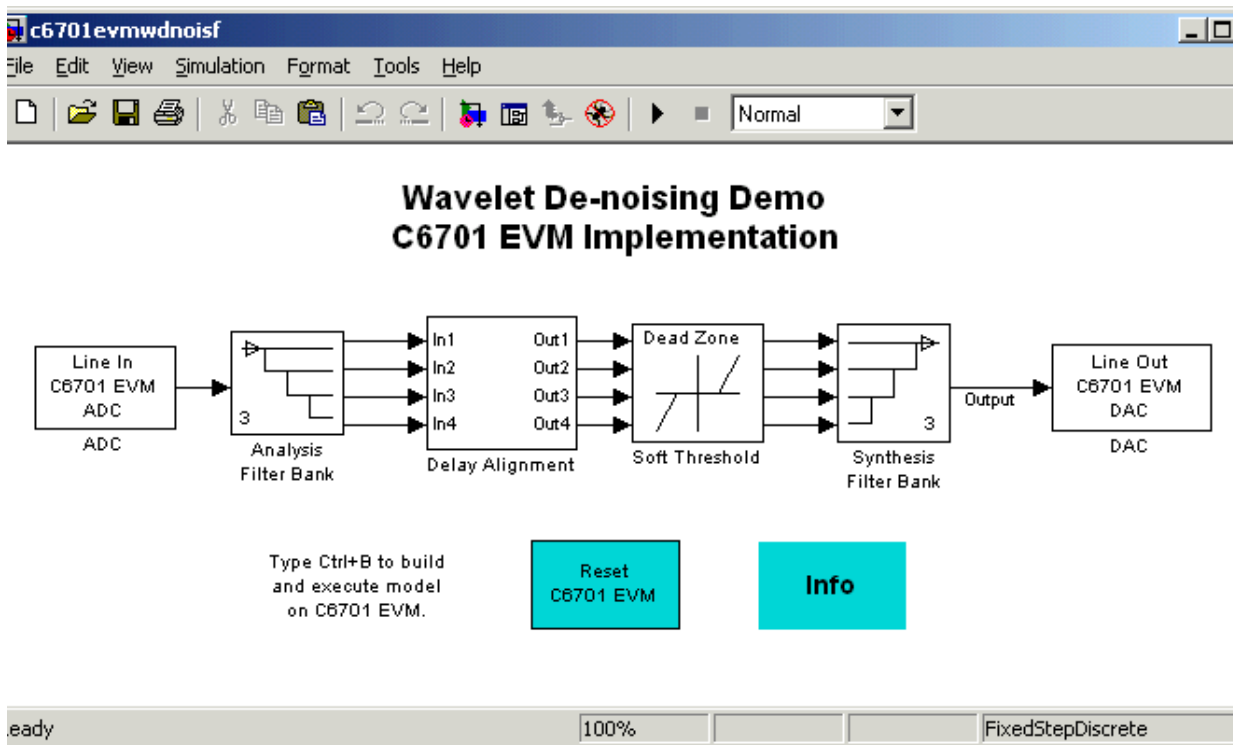 c6701evmwdnoisf
File Edit View Simulation Format Tools Help
Normal
Wavelet De-noising Demo
C6701 EVM Implementation
Line In
C6701 EVM
ADC
ADC
3
Analysis
Filter Bank
In1
In2
In3
In4
Out1
Out2
Out3
Out4
Delay Alignment
Dead Zone
Soft Threshold
3
Synthesis
Filter Bank
Output
Line Out
C6701 EVM
DAC
DAC
Type Ctrl+B to build
and execute model
on C6701 EVM.
Reset
C6701 EVM
Info
eady
100%
FixedStepDiscrete